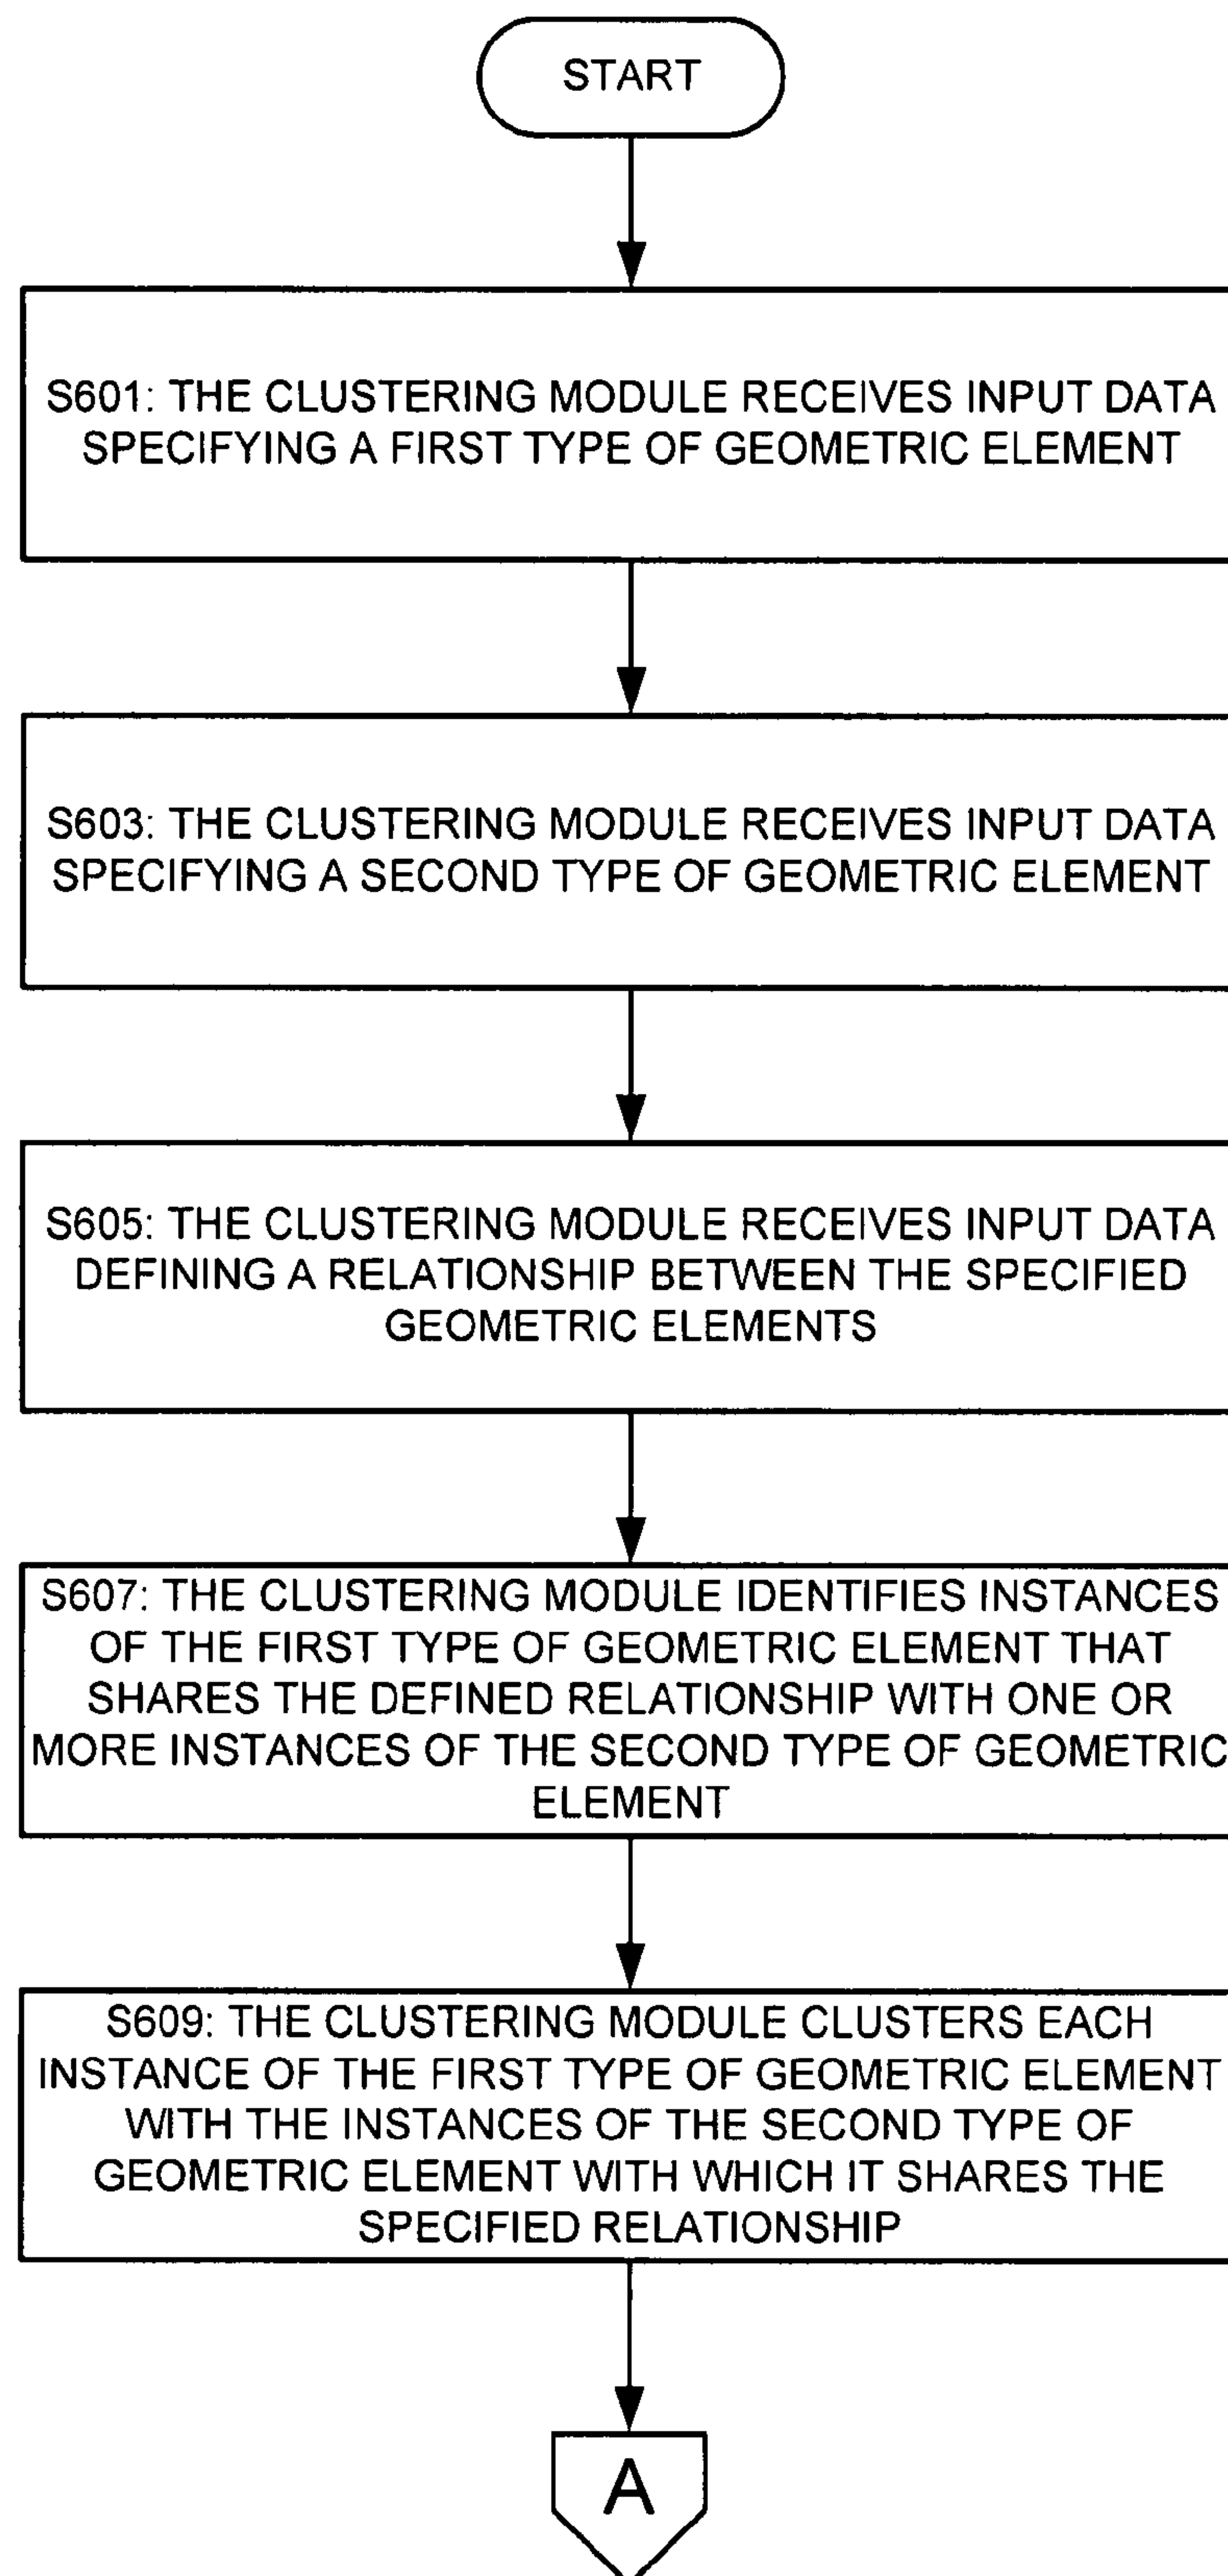 START
S601: THE CLUSTERING MODULE RECEIVES INPUT DATA
SPECIFYING A FIRST TYPE OF GEOMETRIC ELEMENT
S603: THE CLUSTERING MODULE RECEIVES INPUT DATA
SPECIFYING A SECOND TYPE OF GEOMETRIC ELEMENT
S605: THE CLUSTERING MODULE RECEIVES INPUT DATA
DEFINING A RELATIONSHIP BETWEEN THE SPECIFIED
GEOMETRIC ELEMENTS
S607: THE CLUSTERING MODULE IDENTIFIES INSTANCES
OF THE FIRST TYPE OF GEOMETRIC ELEMENT THAT
SHARES THE DEFINED RELATIONSHIP WITH ONE OR
MORE INSTANCES OF THE SECOND TYPE OF GEOMETRIC
ELEMENT
S609: THE CLUSTERING MODULE CLUSTERS EACH
INSTANCE OF THE FIRST TYPE OF GEOMETRIC ELEMENT
WITH THE INSTANCES OF THE SECOND TYPE OF
GEOMETRIC ELEMENT WITH WHICH IT SHARES THE
SPECIFIED RELATIONSHIP
A